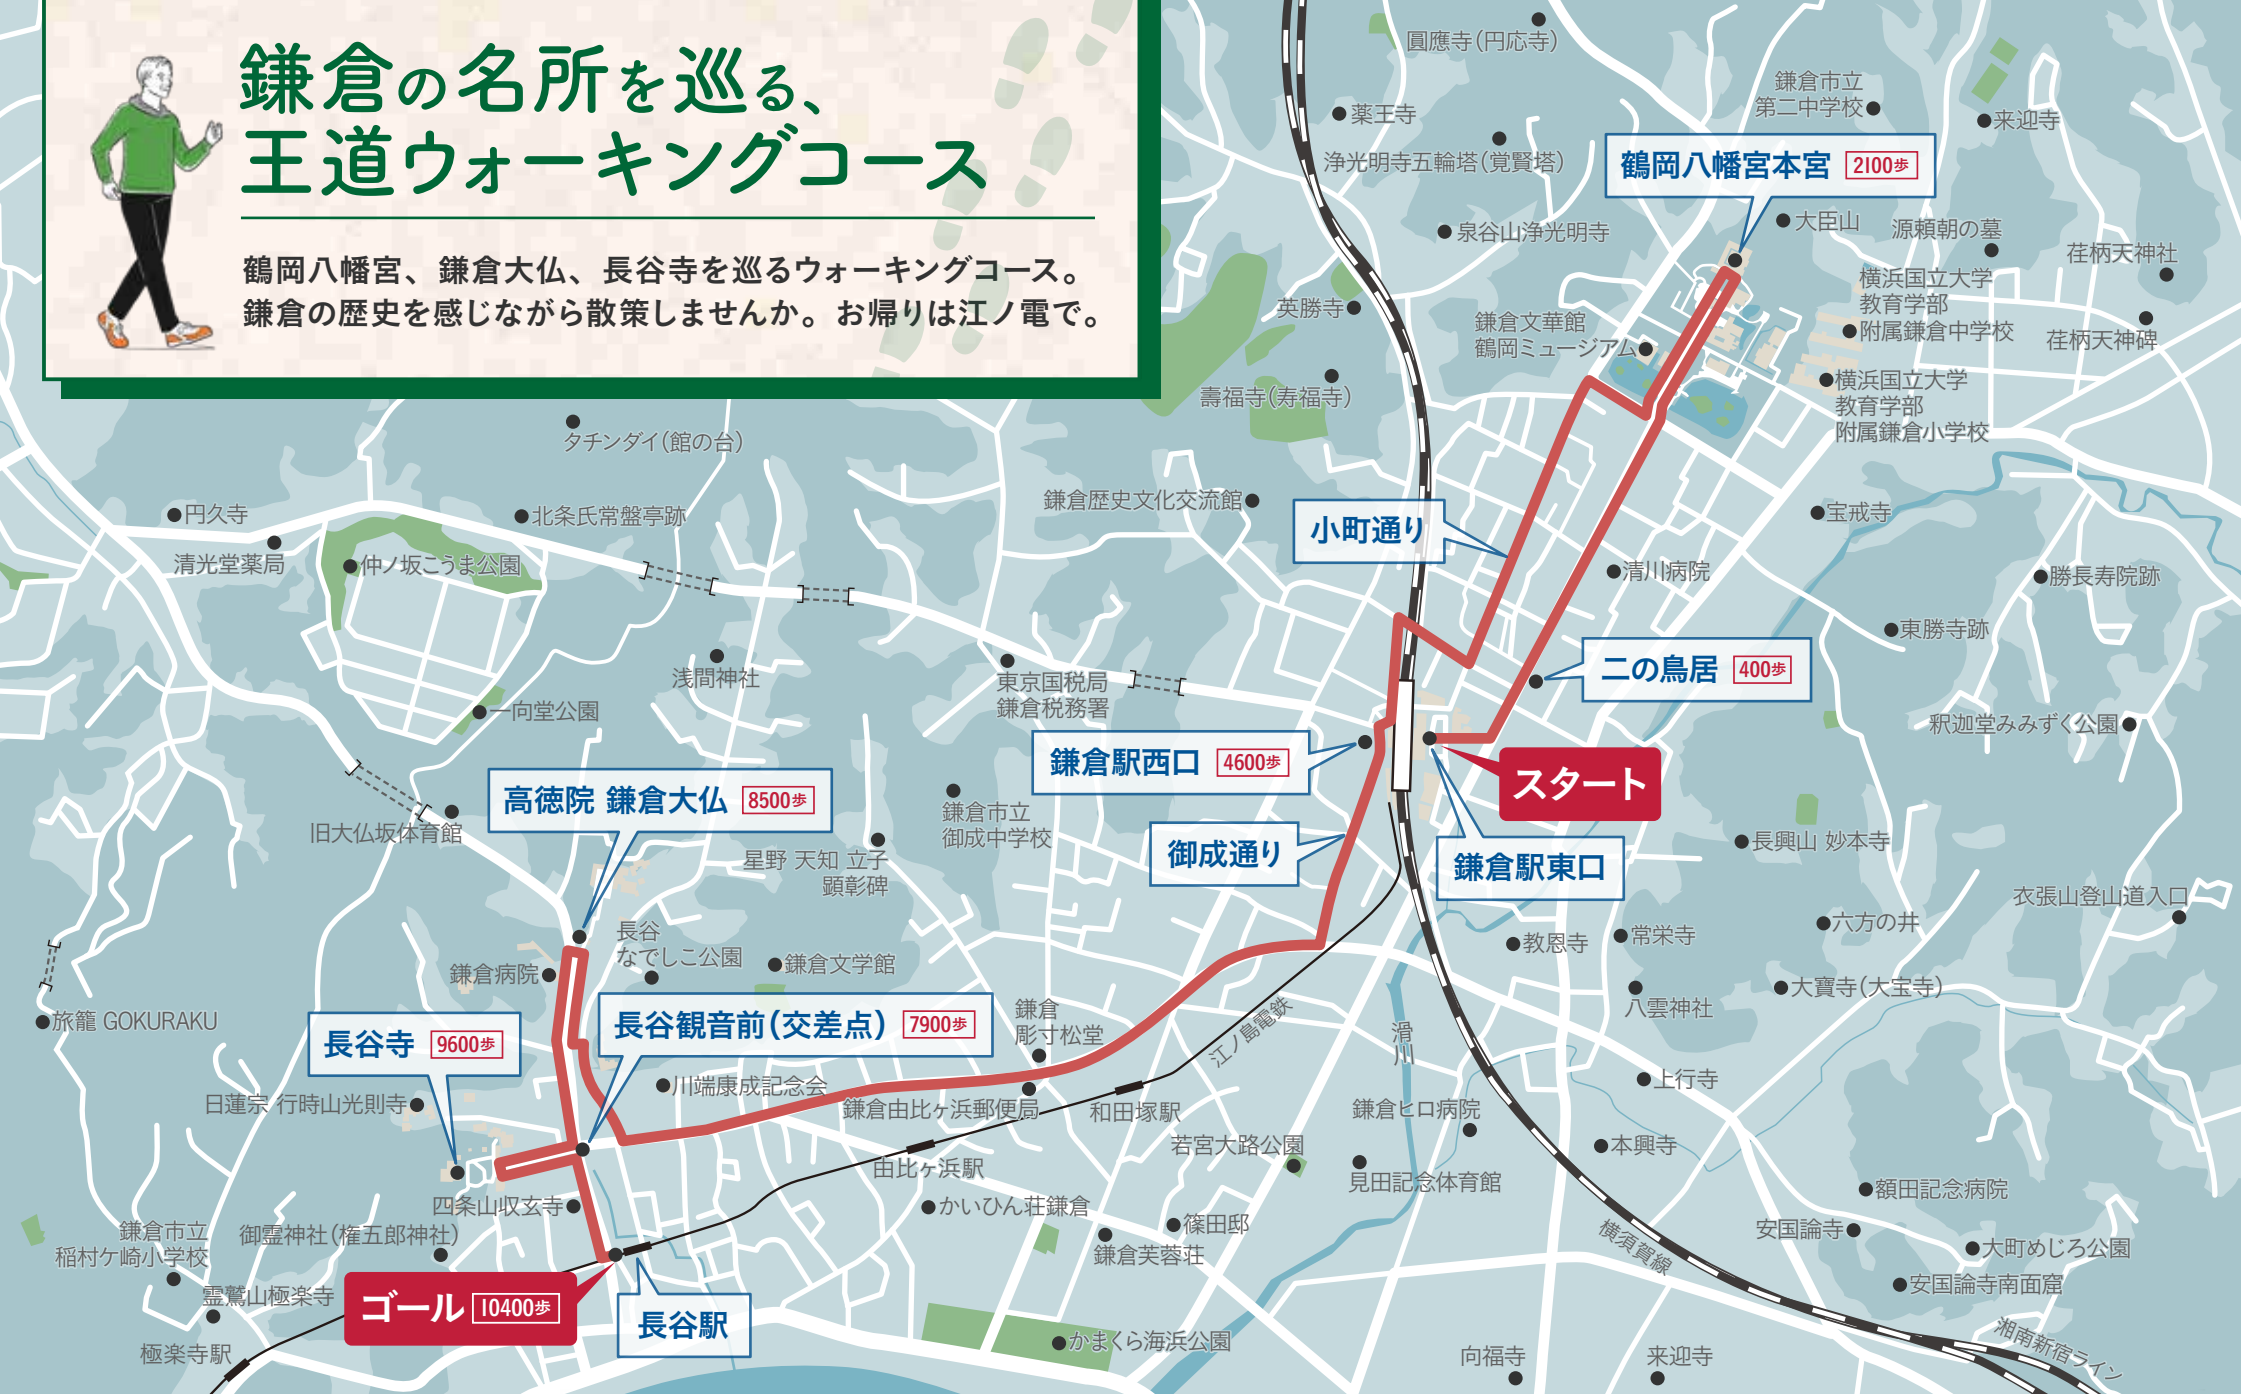 鎌倉の名所を巡る、
王道ウォーキングコース
鶴岡八幡宮、鎌倉大仏、長谷寺を巡るウォーキングコース。
鎌倉の歴史を感じながら散策しませんか。お帰りは江ノ電で。
圓應寺(円応寺)
鎌倉市立
第二中学校
薬王寺
来迎寺
浄光明寺五輪塔(覚賢塔)
鶴岡八幡宮本宮 2100歩
大臣山
源頼朝の墓
泉谷山浄光明寺
荏柄天神社
横浜国立大学
教育学部
附属鎌倉中学校
英勝寺
鎌倉文華館
鶴岡ミュージアム
荏柄天神碑
壽福寺(寿福寺)
横浜国立大学
教育学部
附属鎌倉小学校
タチンダイ(館の台)
円久寺
北条氏常盤亭跡
鎌倉歴史文化交流館
小町通り
宝戒寺
清光堂薬局
仲ノ坂こうま公園
清川病院
勝長寿院跡
東勝寺跡
浅間神社
東京国税局
鎌倉税務署
二の鳥居 400歩
一向堂公園
釈迦堂みみずく公園
鎌倉駅西口 4600歩
スタート
高徳院 鎌倉大仏 8500歩
旧大仏坂体育館
鎌倉市立
御成中学校
星野 天知 立子
顕彰碑
御成通り
鎌倉駅東口
長興山 妙本寺
衣張山登山道入口
六方の井
長谷
なでしこ公園
鎌倉文学館
鎌倉病院
教恩寺
常栄寺
大寶寺(大宝寺)
八雲神社
旅籠 GOKURAKU
長谷寺 9600歩
長谷観音前(交差点) 7900歩
鎌倉
彫寸松堂
江ノ島電鉄
滑川
川端康成記念会
上行寺
日蓮宗 行時山光則寺
鎌倉由比ヶ浜郵便局
和田塚駅
鎌倉ヒロ病院
若宮大路公園
本興寺
由比ヶ浜駅
見田記念体育館
額田記念病院
四条山収玄寺
かいひん荘鎌倉
篠田邸
安国論寺
鎌倉市立
稲村ケ崎小学校
御霊神社(権五郎神社)
鎌倉芙蓉荘
横須賀線
大町めじろ公園
安国論寺南面窟
霊鷲山極楽寺
ゴール 10400歩
長谷駅
極楽寺駅
かまくら海浜公園
向福寺
来迎寺
湘南新宿ライン